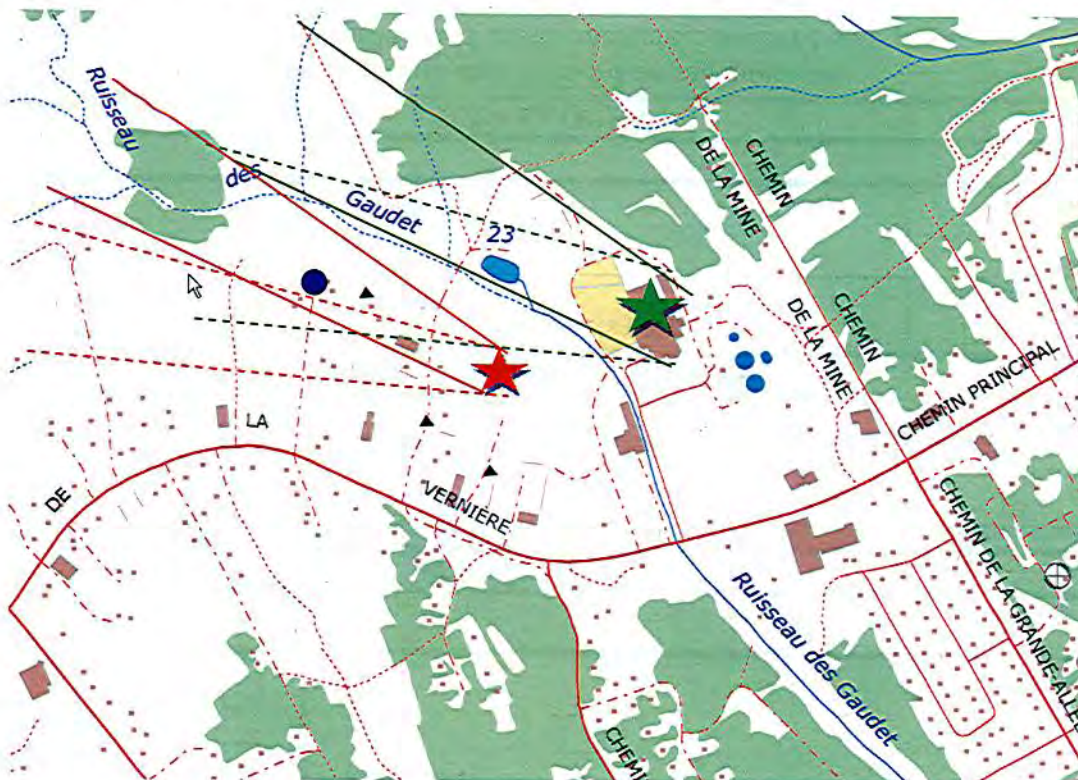 Ruisseau
des
Gaudet
23
CHEMIN
DE LA MINE
CHEMIN
DE LA MINE
CHEMIN PRINCIPAL
LA
DE
VERNIÈRE
CHEMIN DE LA GRANDE-ALLÉE
Ruisseau des Gaudet
CHEMI